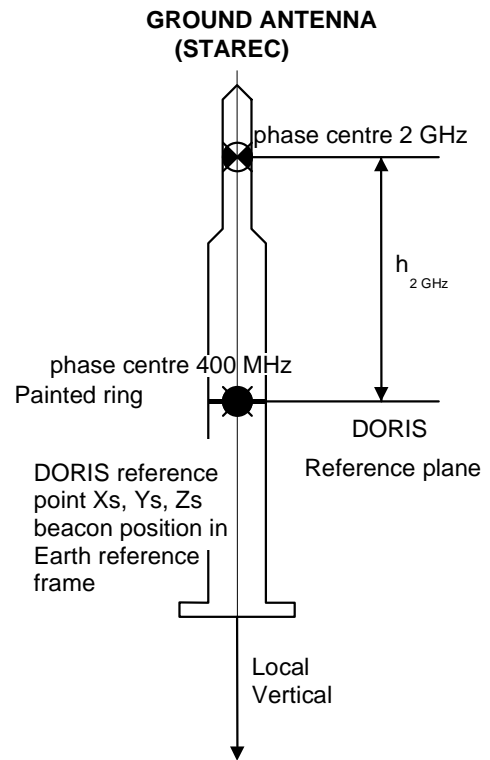 GROUND ANTENNA
(STAREC)
phase centre 2 GHz
h
2 GHz
phase centre 400 MHz
Painted ring
DORIS
Reference plane
DORIS reference
point Xs, Ys, Zs
beacon position in
Earth reference
frame
Local
Vertical